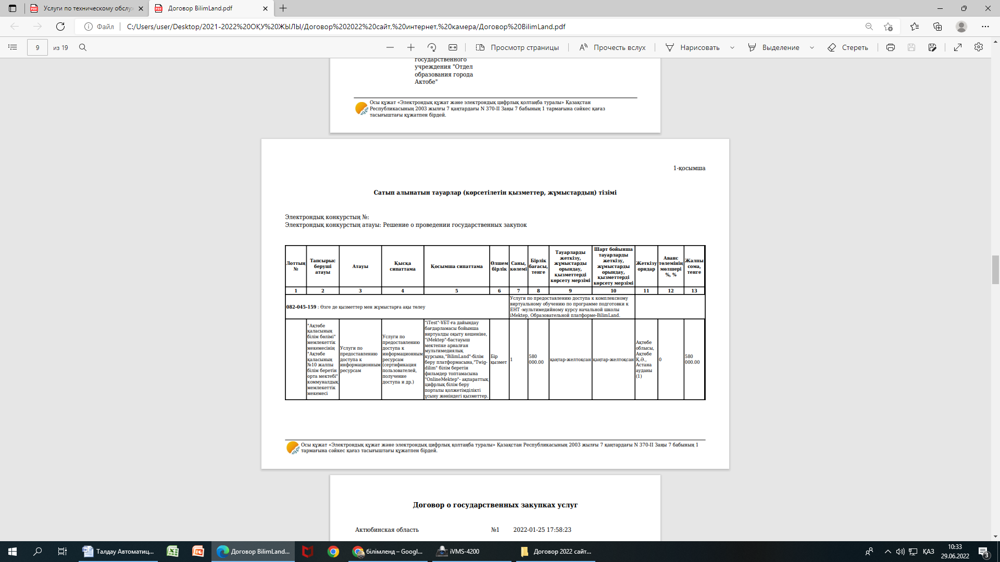 Услуги по техническому обслу
Договор BilimLand.pdf
Файл
C:/Users/user/Desktop/2021-2022%20ОҚУ%20ЖЫЛЫ/Договор%202022%20сайт,%20интернет,%20камера/Договор%20BilimLand.pdf
9 из 19
Просмотр страницы
Прочесть вслух
Нарисовать
Выделение
Стереть
государственного
учреждения "Отдел
образования города
Актобе"
Осы құжат «Электрондық құжат және электрондық цифрлық қолтаңба туралы» Қазақстан
Республикасының 2003 жылғы 7 қаңтардағы N 370-II Заңы 7 бабының 1 тармағына сәйкес қағаз
тасығыштағы құжатпен бірдей.
1-қосымша
Сатып алынатын тауарлар (көрсетілетін қызметтер, жұмыстардың) тізімі
Электрондық конкурстың №:
Электрондық конкурстың атауы: Решение о проведении государственных закупок
Лоттың
№
Тапсырыс
беруші
атауы
Атауы
Қысқа
сипаттама
Қосымша сипаттама
Өлшем
бірлік
Саны,
көлемі
Бірлік
бағасы,
тенге
Тауарларды
жеткізу,
жұмыстарды
орындау,
қызметтерді
көрсету мерзімі
Шарт бойынша
тауарларды
жеткізу,
жұмыстарды
орындау,
қызметтерді
көрсету мерзімі
Жеткізу
орндар
Аванс
төлемінің
мөлшері
%, %
Жалпы
сома,
тенге
1 2 3 4 5 6 7 8 9 10 11 12 13
082-045-159 : Өзге де қызметтер мен жұмыстарға ақы төлеу
Услуги по предоставлению доступа к комплексному
виртуальному обучению по программе подготовки к
ЕНТ -мультимедийному курсу начальной школы
iMektep, Образовательной платформе-BilimLand.
"Ақтөбе
қаласының
білім бөлімі"
мемлекеттік
мекемесінің
"Ақтөбе
қаласының
№10 жалпы
білім беретін
орта мектебі"
коммуналдық
мемлекеттік
мекемесі
Услуги по
предоставлению
доступа к
информационным
ресурсам
Услуги по
предоставлению
доступа к
информационным
ресурсам
(сертификация
пользователей,
получение
доступа и др.)
"iTest"-ҰБТ-ға дайындау
бағдарламасы бойынша
виртуалды оқыту кешеніне,
"iMektep"-бастауыш
мектепке арналған
мультимедиялық
курсына,"BilimLand"-білім
беру платформасына,"Twig-
dilim" білім беретін
фильмдер топтамасына
"OnlineMektep"- ақпараттық
цифрлық білім беру
порталы қолжетімділікті
ұсыну жөніндегі қызметтер.
Бір
қызмет
1
580
000.00
қаңтар-желтоқсан
қаңтар-желтоқсан
Ақтөбе
облысы,
Ақтөбе
Қ.Ә.,
Астана
ауданы
(1)
0
580
000.00
Осы құжат «Электрондық құжат және электрондық цифрлық қолтаңба туралы» Қазақстан Республикасының 2003 жылғы 7 қаңтардағы N 370-II Заңы 7 бабының 1
тармағына сәйкес қағаз тасығыштағы құжатпен бірдей.
Договор о государственных закупках услуг
Актюбинская область №1 2022-01-25 17:58:23
Талдау Автоматиц...
Договор BilimLand...
білімленд – Googl...
iVMS-4200
Договор 2022 сайт...
ҚАЗ
10:33
29.06.2022
3